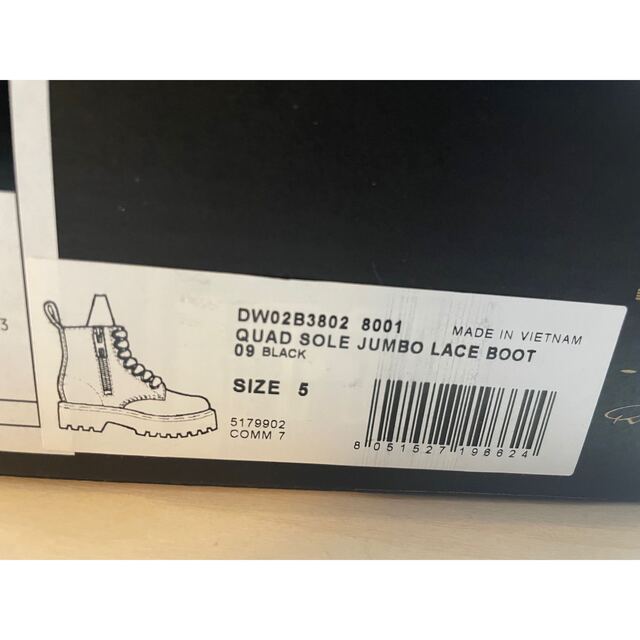 3
DW02B3802 8001
MADE IN VIETNAM
QUAD SOLE JUMBO LACE BOOT
09 BLACK
SIZE 5
5179902
COMM 7
8 051527 196624